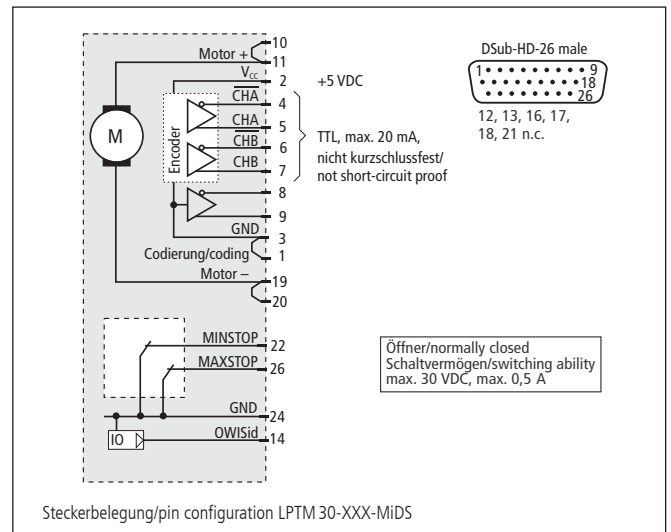 10
Motor +
11
Vcc
2
+5 VDC
CHA
4
CHA
5
CHB
6
CHB
7
TTL, max. 20 mA,
nicht kurzschlussfest/
not short-circuit proof
Encoder
M
8
9
GND
3
Codierung/coding
1
Motor –
19
20
MINSTOP
22
MAXSTOP
26
GND
24
IO
OWISid
14
DSub-HD-26 male
1
9
18
26
12, 13, 16, 17,
18, 21 n.c.
Öffner/normally closed
Schaltvermögen/switching ability
max. 30 VDC, max. 0,5 A
Steckerbelegung/pin configuration LPTM 30-XXX-MiDS